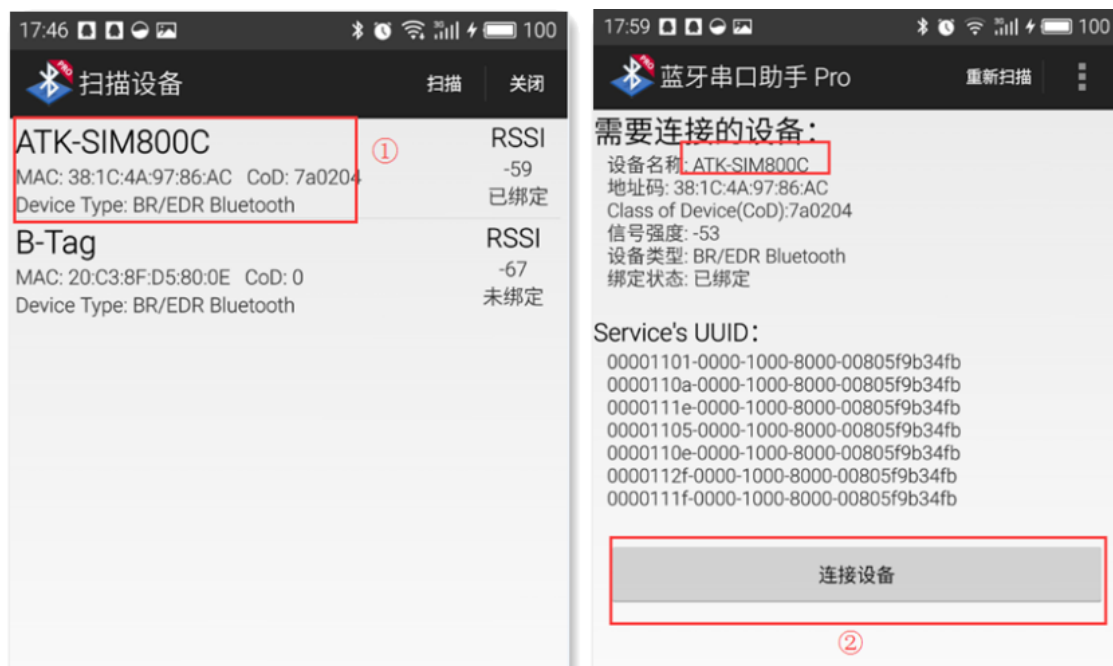 17:46
3G
100
PRO
扫描设备
扫描
关闭
ATK-SIM800C
RSSI
①
MAC: 38:1C:4A:97:86:AC CoD: 7a0204
-59
Device Type: BR/EDR Bluetooth
已绑定
B-Tag
RSSI
MAC: 20:C3:8F:D5:80:0E CoD: 0
-67
Device Type: BR/EDR Bluetooth
未绑定
17:59
3G
100
PRO
蓝牙串口助手 Pro
重新扫描
需要连接的设备：
设备名称: ATK-SIM800C
地址码: 38:1C:4A:97:86:AC
Class of Device(CoD):7a0204
信号强度: -53
设备类型: BR/EDR Bluetooth
绑定状态: 已绑定
Service's UUID：
00001101-0000-1000-8000-00805f9b34fb
0000110a-0000-1000-8000-00805f9b34fb
0000111e-0000-1000-8000-00805f9b34fb
00001105-0000-1000-8000-00805f9b34fb
0000110e-0000-1000-8000-00805f9b34fb
0000112f-0000-1000-8000-00805f9b34fb
0000111f-0000-1000-8000-00805f9b34fb
连接设备
②